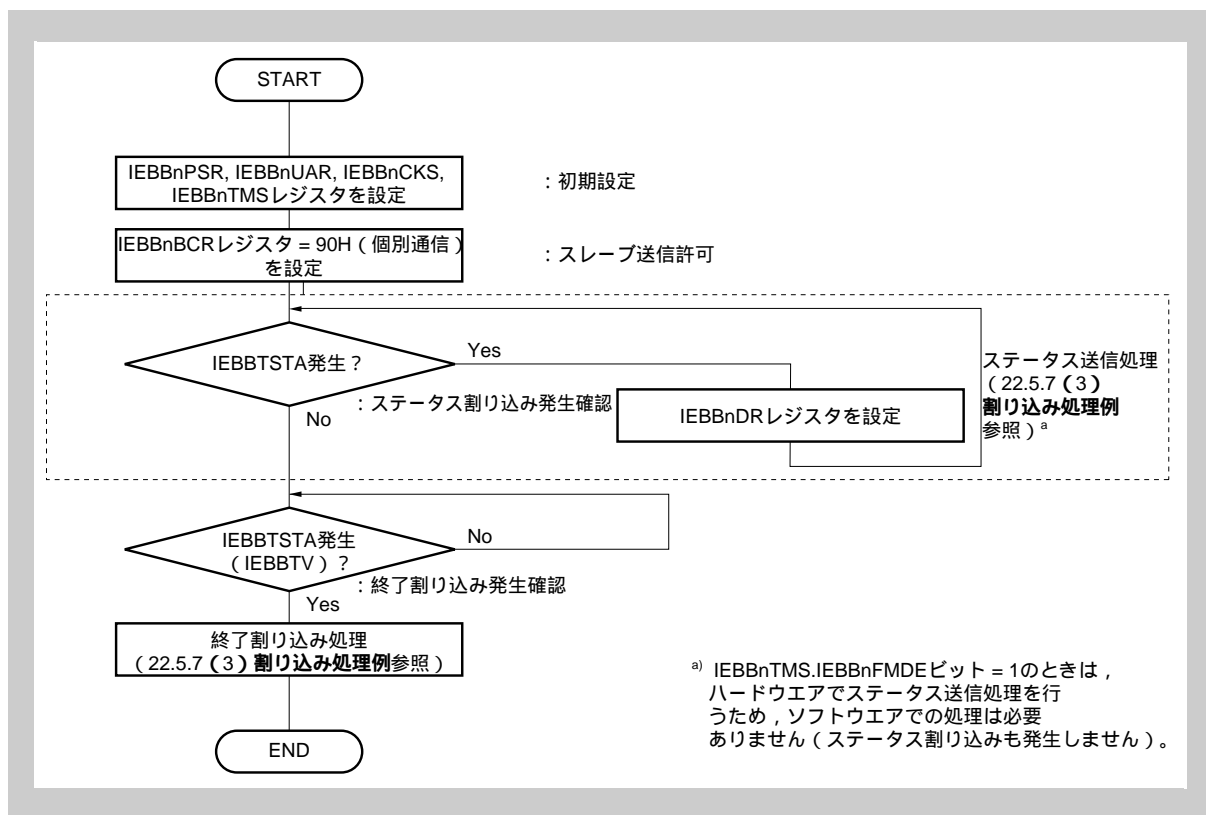 START
IEBBnPSR, IEBBnUAR, IEBBnCKS,
IEBBnTMSレジスタを設定
：初期設定
IEBBnBCRレジスタ = 90H（個別通信）
を設定
：スレーブ送信許可
IEBBTSTA発生？
Yes
No
：ステータス割り込み発生確認
IEBBnDRレジスタを設定
ステータス送信処理
（22.5.7（3）
割り込み処理例
参照）a
IEBBTSTA発生
（IEBBTV）？
No
：終了割り込み発生確認
Yes
終了割り込み処理
（22.5.7（3）割り込み処理例参照）
END
a) IEBBnTMS.IEBBnFMDEビット = 1のときは，
ハードウエアでステータス送信処理を行
うため，ソフトウエアでの処理は必要
ありません（ステータス割り込みも発生しません）。